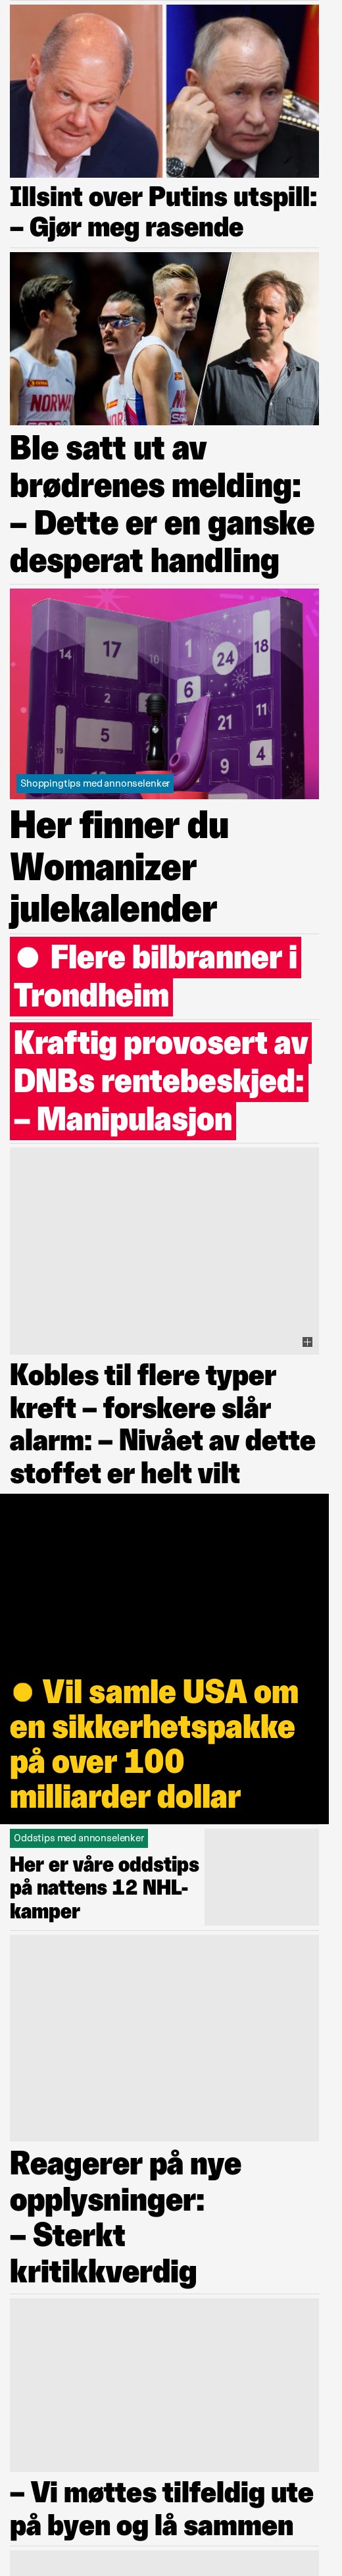 Illsint over Putins utspill:
– Gjør meg rasende
NORW
NORWAY
Ble satt ut av
brødrenes melding:
– Dette er en ganske
desperat handling
14
17
10
1
24
18
2
6
5
21
11
19
9
4
Shoppingtips med annonselenker
Her finner du
Womanizer
julekalender
● Flere bilbranner i
Trondheim
Kraftig provosert av
DNBs rentebeskjed:
– Manipulasjon
Kobles til flere typer
kreft – forskere slår
alarm: – Nivået av dette
stoffet er helt vilt
● Vil samle USA om
en sikkerhetspakke
på over 100
milliarder dollar
Oddstips med annonselenker
Her er våre oddstips
på nattens 12 NHL-
kamper
Reagerer på nye
opplysninger:
– Sterkt
kritikkverdig
– Vi møttes tilfeldig ute
på byen og lå sammen